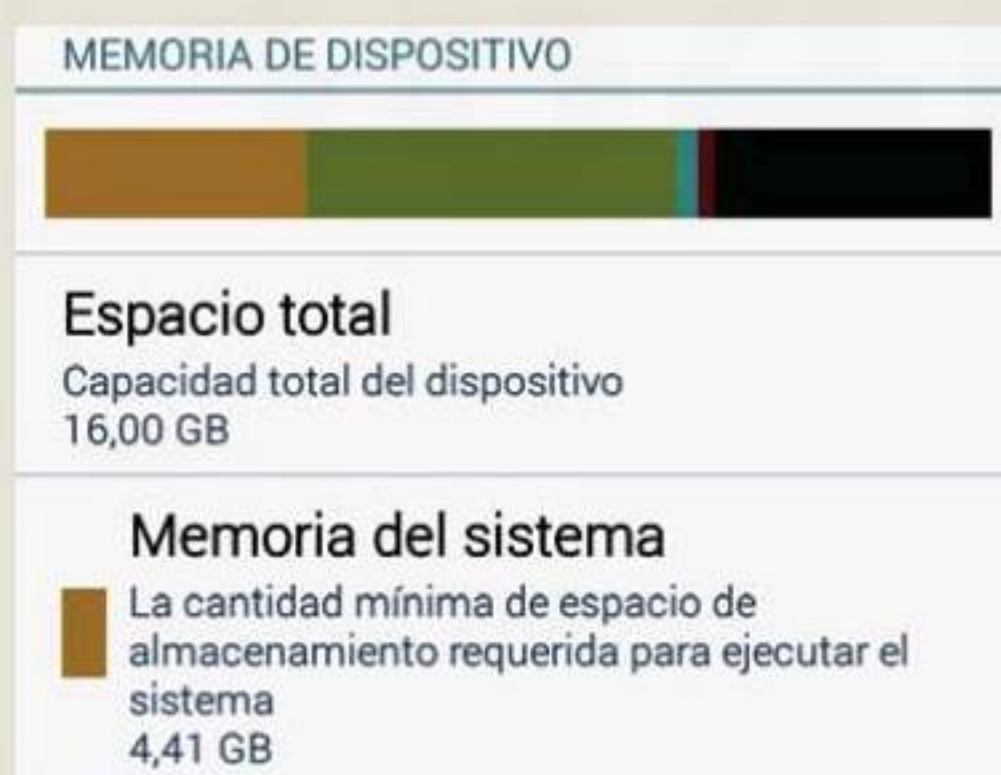 MEMORIA DE DISPOSITIVO
Espacio total
Capacidad total del dispositivo
16,00 GB
Memoria del sistema
La cantidad mínima de espacio de
almacenamiento requerida para ejecutar el
sistema
4,41 GB